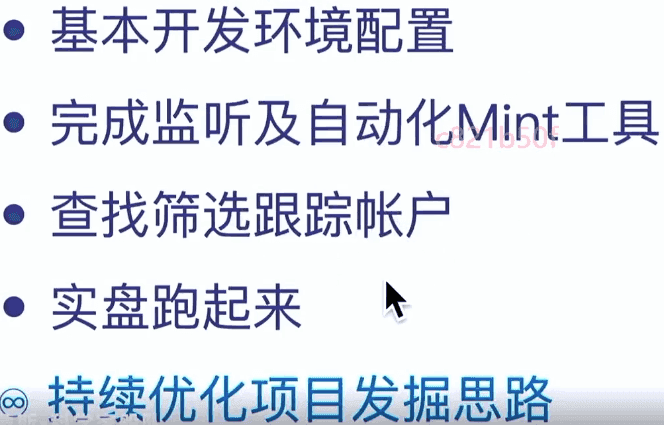 • 基本开发环境配置
• 完成监听及自动化Mint工具
c821b50f
• 查找筛选跟踪帐户
• 实盘跑起来
♾ 持续优化项目发掘思路